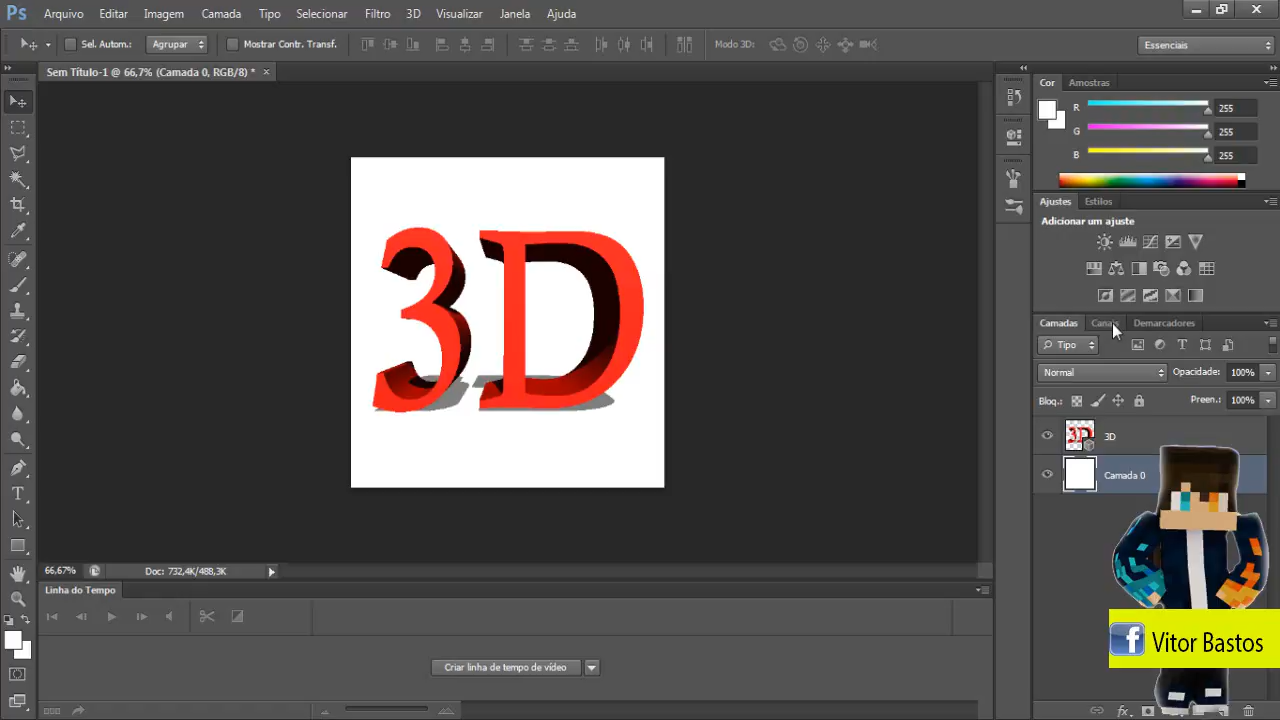 Ps Arquivo Editar Imagem Camada Tipo Selecionar Filtro 3D Visualizar Janela Ajuda
Sel. Autom.: Agrupar Mostrar Contr. Transf. Modo 3D: Essenciais
Sem Título-1 @ 66,7% (Camada 0, RGB/8) * ×
Cor Amostras
R 255
G 255
B 255
Ajustes Estilos
Adicionar um ajuste
Camadas Canais Demarcadores
Tipo
Normal Opacidade: 100%
Bloq.: Preen.: 100%
3D
3D
Camada 0
66,67% Doc: 732,4K/488,3K
Linha do Tempo
Criar linha de tempo de vídeo
f Vitor Bastos
fx